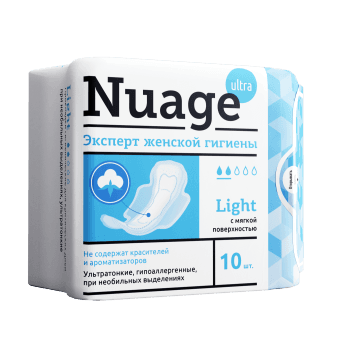 ultra
Nuage
Эксперт женской гигиены
Light
с мягкой
поверхностью
Не содержат красителей
и ароматизаторов
Ультратонкие, гипоаллергенные,
при необильных выделениях
10 шт.